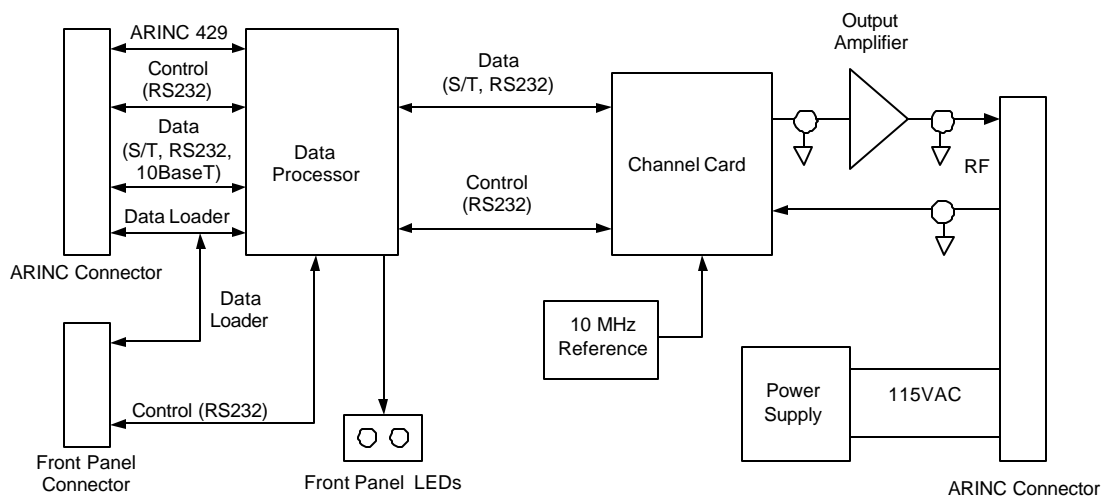 ARINC 429
Control
(RS232)
Data
(S/T, RS232,
10BaseT)
Data Loader
ARINC Connector
Data
Loader
Control (RS232)
Front Panel
Connector
Data
Processor
Front Panel LEDs
Data
(S/T, RS232)
Control
(RS232)
Channel Card
10 MHz
Reference
Output
Amplifier
RF
Power
Supply
115VAC
ARINC Connector